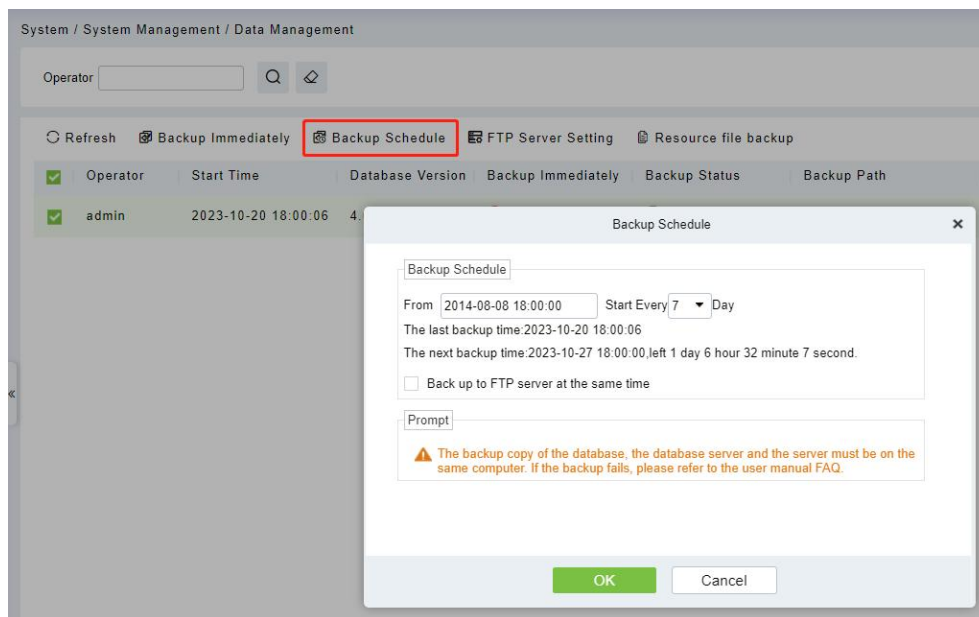 System / System Management / Data Management
Operator
Refresh Backup Immediately Backup Schedule FTP Server Setting Resource file backup
Operator Start Time Database Version Backup Immediately Backup Status Backup Path
admin 2023-10-20 18:00:06 4.
Backup Schedule
Backup Schedule
From 2014-08-08 18:00:00 Start Every 7 Day
The last backup time:2023-10-20 18:00:06
The next backup time:2023-10-27 18:00:00,left 1 day 6 hour 32 minute 7 second.
Back up to FTP server at the same time
Prompt
The backup copy of the database, the database server and the server must be on the
same computer. If the backup fails, please refer to the user manual FAQ.
OK Cancel